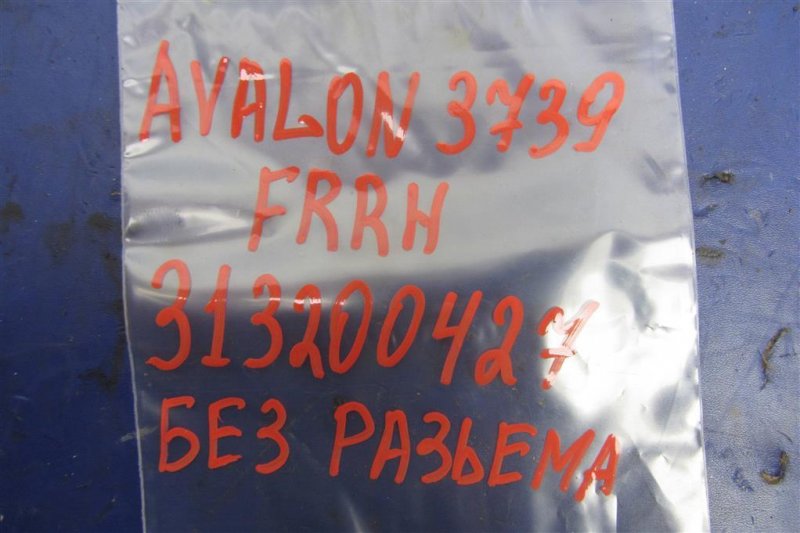 AVALON 3739
FRRH
313200427
БЕЗ РАЗЬЕМА